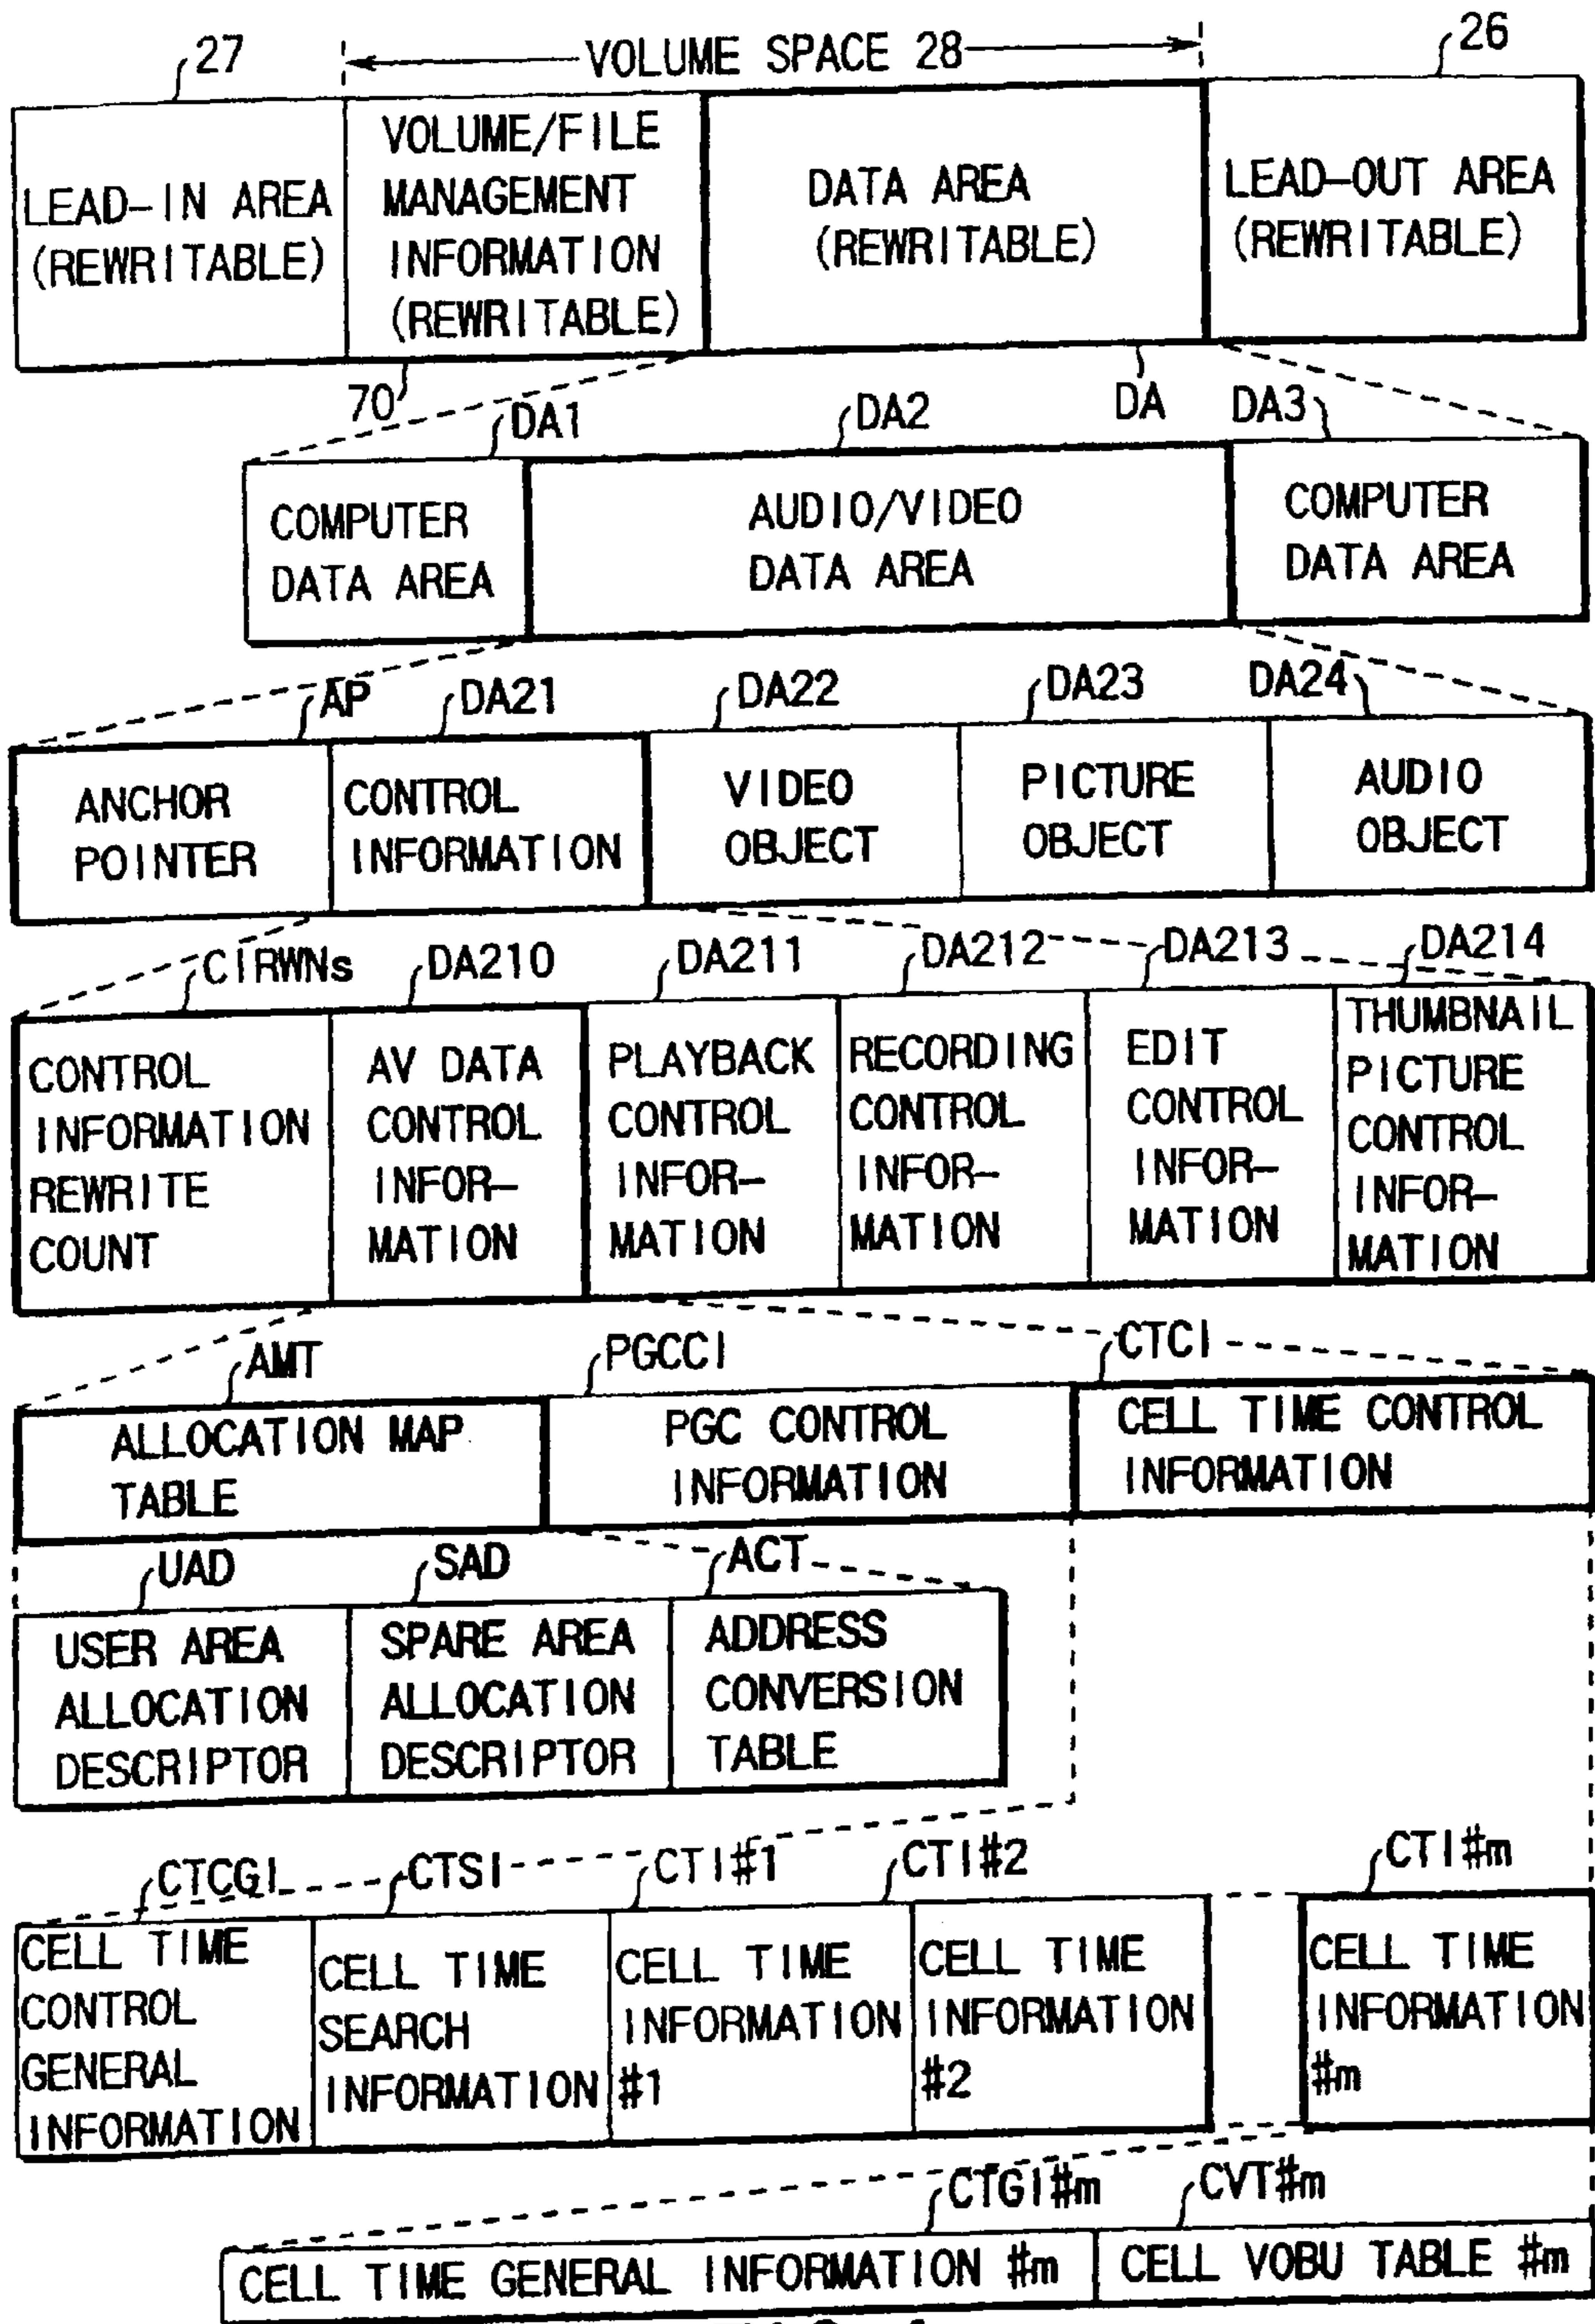 27
VOLUME SPACE 28
26
LEAD-IN AREA
(REWRITABLE)
VOLUME/FILE
MANAGEMENT
INFORMATION
(REWRITABLE)
DATA AREA
(REWRITABLE)
LEAD-OUT AREA
(REWRITABLE)
70
DA
DA1
DA2
DA3
COMPUTER
DATA AREA
AUDIO/VIDEO
DATA AREA
COMPUTER
DATA AREA
AP
DA21
DA22
DA23
DA24
ANCHOR
POINTER
CONTROL
INFORMATION
VIDEO
OBJECT
PICTURE
OBJECT
AUDIO
OBJECT
CIRWNs
DA210
DA211
DA212
DA213
DA214
CONTROL
INFORMATION
REWRITE
COUNT
AV DATA
CONTROL
INFOR-
MATION
PLAYBACK
CONTROL
INFOR-
MATION
RECORDING
CONTROL
INFOR-
MATION
EDIT
CONTROL
INFOR-
MATION
THUMBNAIL
PICTURE
CONTROL
INFOR-
MATION
AMT
PGCCI
CTCI
ALLOCATION MAP
TABLE
PGC CONTROL
INFORMATION
CELL TIME CONTROL
INFORMATION
UAD
SAD
ACT
USER AREA
ALLOCATION
DESCRIPTOR
SPARE AREA
ALLOCATION
DESCRIPTOR
ADDRESS
CONVERSION
TABLE
CTCGI
CTSI
CTI#1
CTI#2
CTI#m
CELL TIME
CONTROL
GENERAL
INFORMATION
CELL TIME
SEARCH
INFORMATION
CELL TIME
INFORMATION
#1
CELL TIME
INFORMATION
#2
CELL TIME
INFORMATION
#m
CTGI#m
CVT#m
CELL TIME GENERAL INFORMATION #m
CELL VOBU TABLE #m